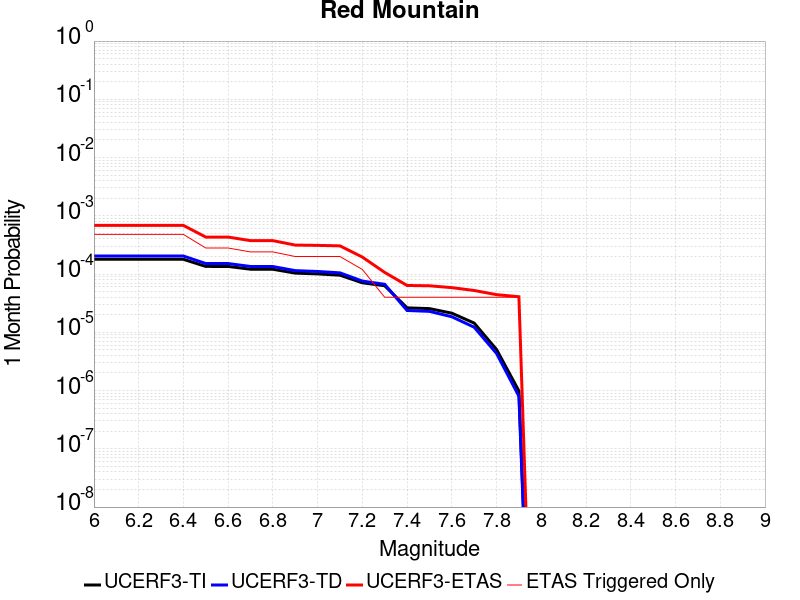 Red Mountain
10^0
10^-1
10^-2
10^-3
10^-4
10^-5
10^-6
10^-7
10^-8
1 Month Probability
6 6.2 6.4 6.6 6.8 7 7.2 7.4 7.6 7.8 8 8.2 8.4 8.6 8.8 9
Magnitude
UCERF3-TI UCERF3-TD UCERF3-ETAS ETAS Triggered Only